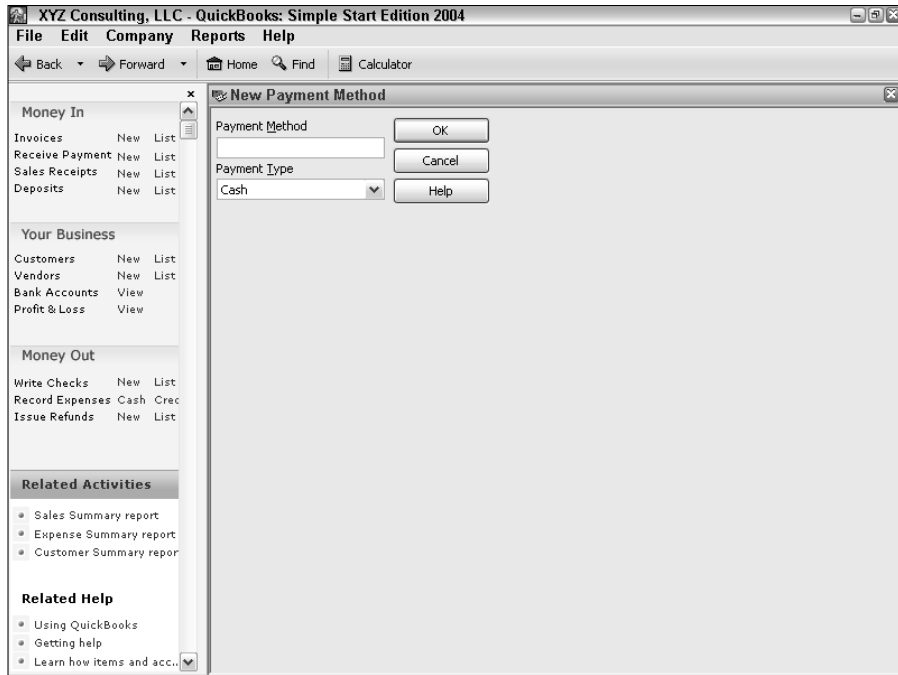 XYZ Consulting, LLC - QuickBooks: Simple Start Edition 2004
File Edit Company Reports Help
Back Forward Home Find Calculator
Money In
Invoices New List
Receive Payment New List
Sales Receipts New List
Deposits New List
Your Business
Customers New List
Vendors New List
Bank Accounts View
Profit & Loss View
Money Out
Write Checks New List
Record Expenses Cash Crec
Issue Refunds New List
Related Activities
Sales Summary report
Expense Summary report
Customer Summary repor
Related Help
Using QuickBooks
Getting help
Learn how items and acc..
New Payment Method
Payment Method
OK
Cancel
Payment Type
Cash
Help